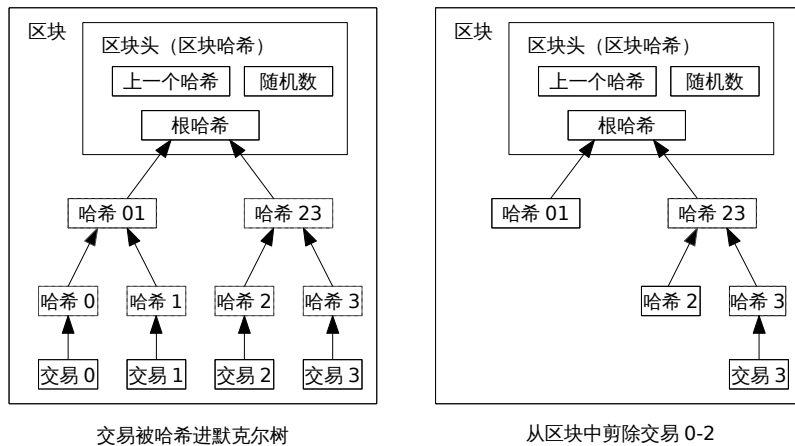 区块
区块头（区块哈希）
上一个哈希
随机数
根哈希
哈希 01
哈希 23
哈希 0
哈希 1
哈希 2
哈希 3
交易 0
交易 1
交易 2
交易 3
交易被哈希进默克尔树
区块
区块头（区块哈希）
上一个哈希
随机数
根哈希
哈希 01
哈希 23
哈希 2
哈希 3
交易 3
从区块中剪除交易 0-2